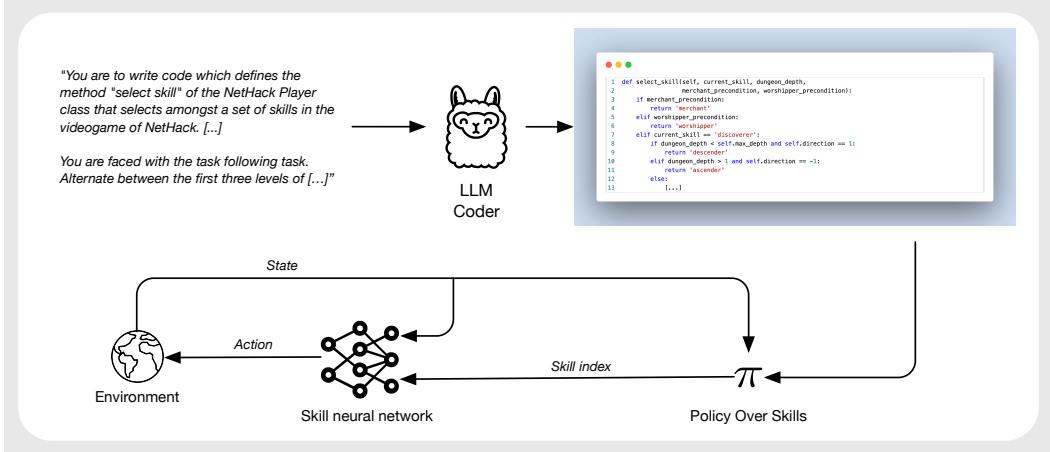 "You are to write code which defines the
method "select skill" of the NetHack Player
class that selects amongst a set of skills in the
videogame of NetHack. [...]
You are faced with the task following task.
Alternate between the first three levels of [...]”
LLM
Coder
1 def select_skill(self, current_skill, dungeon_depth,
2 merchant_precondition, worshipper_precondition):
3 if merchant_precondition:
4 return 'merchant'
5 elif worshipper_precondition:
6 return 'worshipper'
7 elif current_skill == 'discoverer':
8 if dungeon_depth < self.max_depth and self.direction == 1:
9 return 'descender'
10 elif dungeon_depth > 1 and self.direction == -1:
11 return 'ascender'
12 else:
13 [...]
State
Action
Skill index
π
Environment
Skill neural network
Policy Over Skills